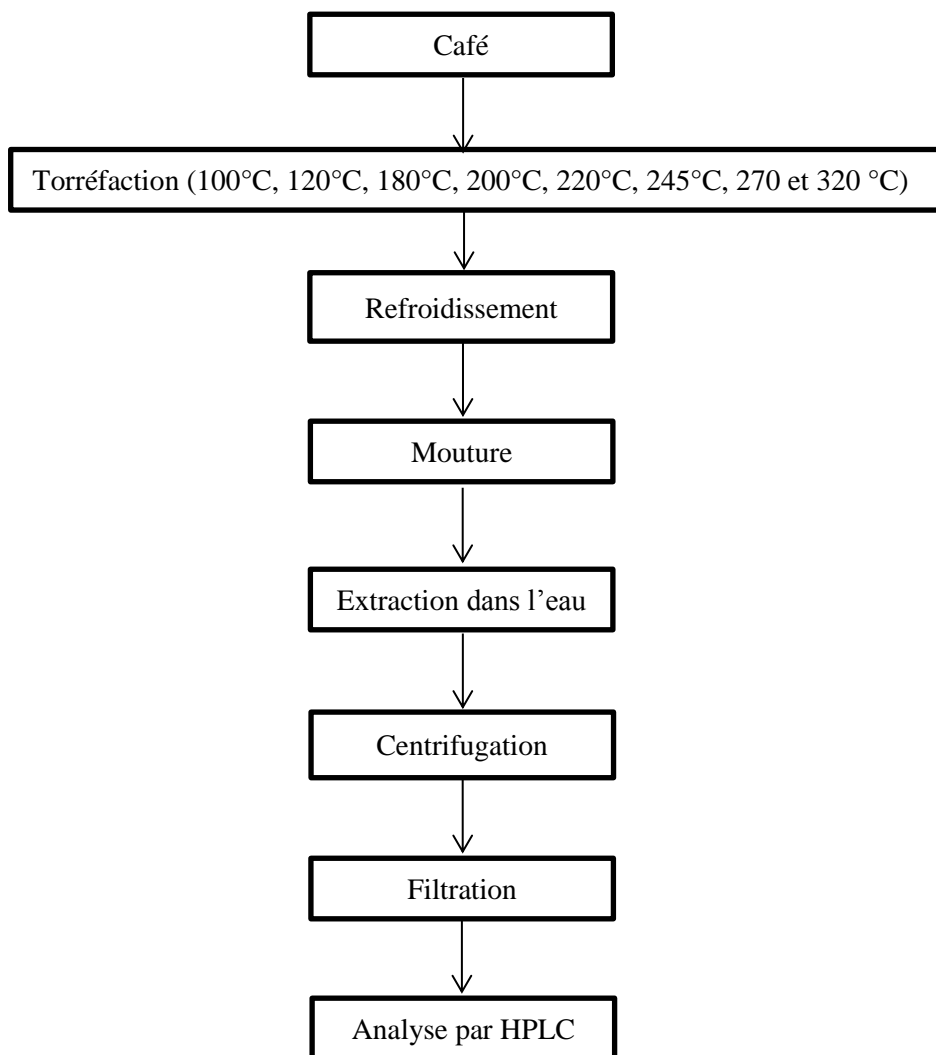 Café
Torréfaction (100°C, 120°C, 180°C, 200°C, 220°C, 245°C, 270 et 320 °C)
Refroidissement
Mouture
Extraction dans l’eau
Centrifugation
Filtration
Analyse par HPLC